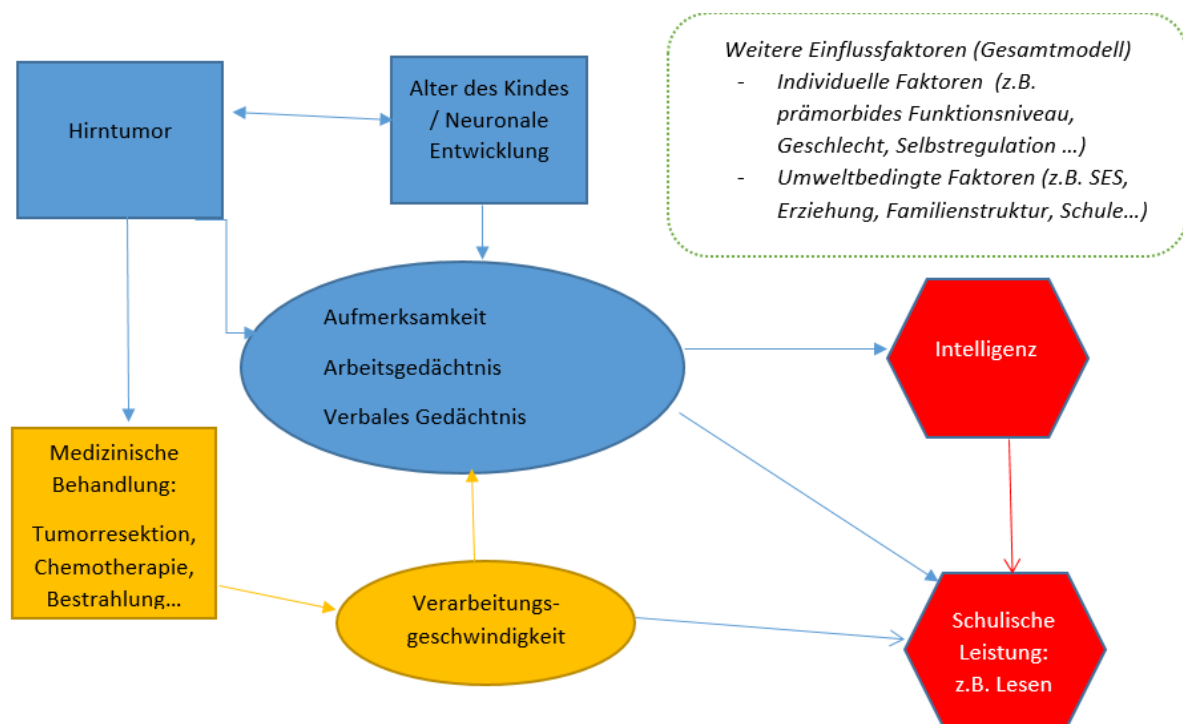 Weitere Einflussfaktoren (Gesamtmodell)
- Individuelle Faktoren (z.B.
prämorbides Funktionsniveau,
Geschlecht, Selbstregulation …)
- Umweltbedingte Faktoren (z.B. SES,
Erziehung, Familienstruktur, Schule…)
Hirntumor
Alter des Kindes
/ Neuronale
Entwicklung
Aufmerksamkeit
Arbeitsgedächtnis
Verbales Gedächtnis
Intelligenz
Medizinische
Behandlung:
Tumorresektion,
Chemotherapie,
Bestrahlung…
Verarbeitungs-
geschwindigkeit
Schulische
Leistung:
z.B. Lesen